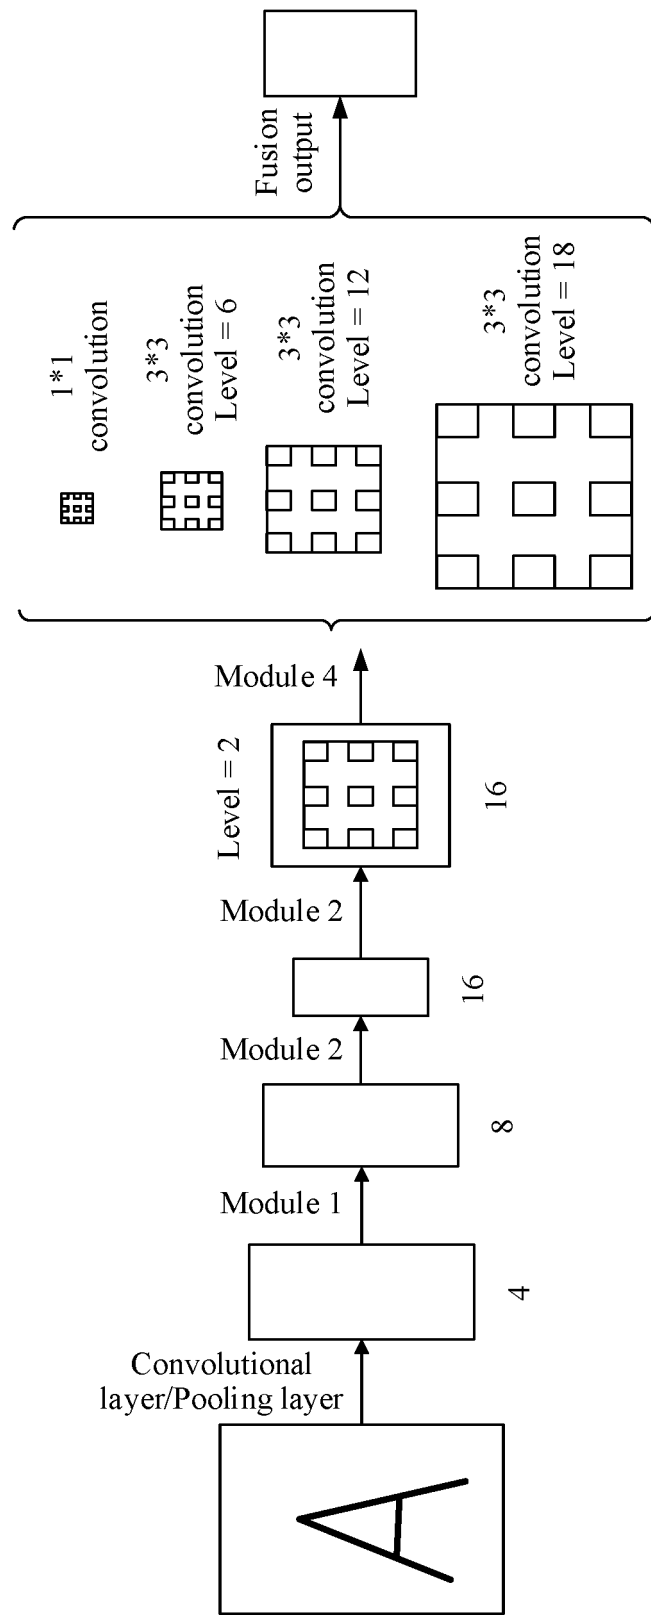 A
Convolutional
layer/Pooling layer
4
Module 1
8
Module 2
16
Module 2
Level = 2
16
Module 4
1*1
convolution
3*3
convolution
Level = 6
3*3
convolution
Level = 12
3*3
convolution
Level = 18
Fusion
output